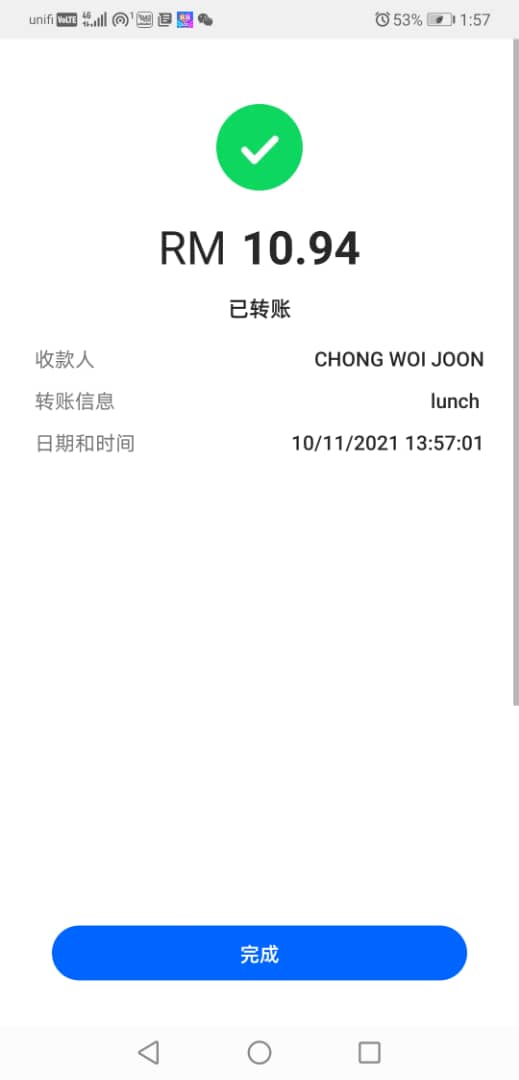 unifi VoLTE 4G 53% 1:57
RM 10.94
已转账
收款人 CHONG WOI JOON
转账信息 lunch
日期和时间 10/11/2021 13:57:01
完成